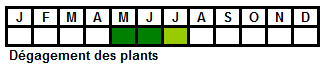 J F M A M J J A S O N D
Dégagement des plants